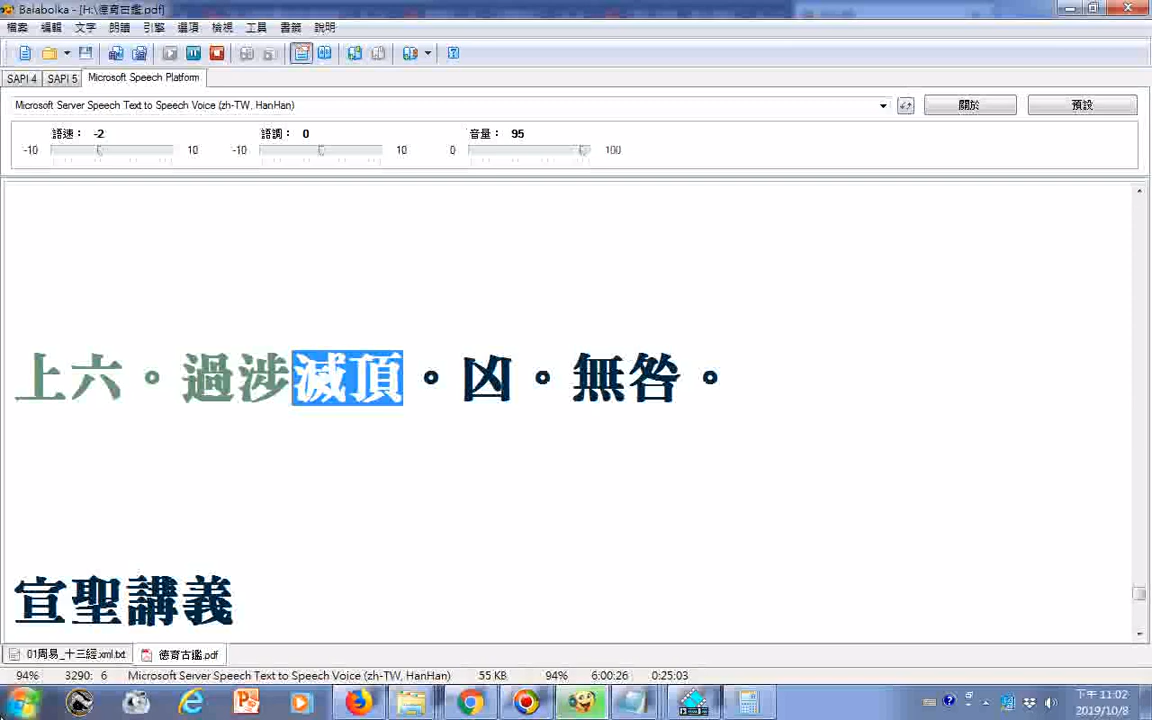 Balabolka - [H:\德育古鑑.pdf]
檔案 編輯 文字 朗讀 引擎 選項 檢視 工具 書籤 說明
SAPI 4 SAPI 5 Microsoft Speech Platform
Microsoft Server Speech Text to Speech Voice (zh-TW, HanHan) 關於 預設
語速： -2 語調： 0 音量： 95
-10 10 -10 10 0 100
上六。過涉滅頂。凶。無咎。
宣聖講義
01周易_十三經.xml.txt 德育古鑑.pdf
94% 3290: 6 Microsoft Server Speech Text to Speech Voice (zh-TW, HanHan) 55 KB 94% 6:00:26 0:25:03
下午 11:02
2019/10/8